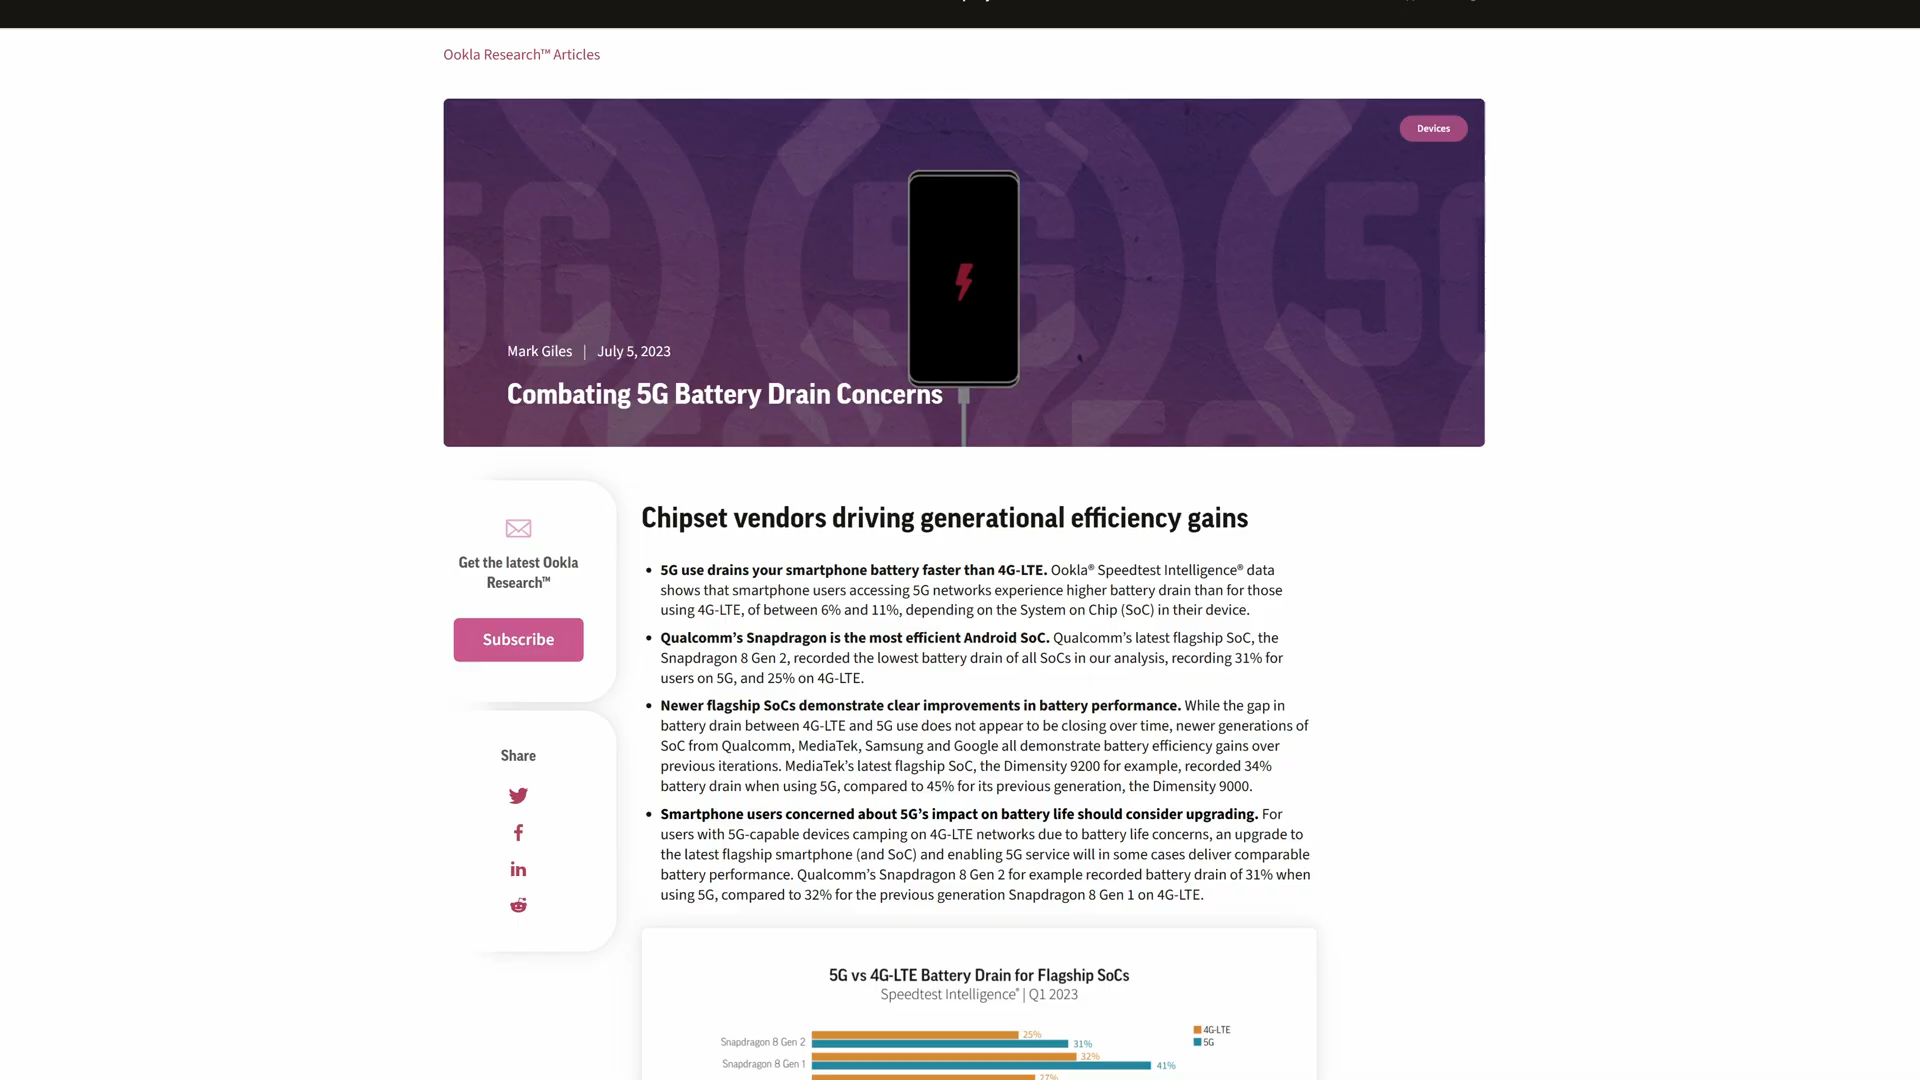 Ookla Research™ Articles
Devices
Mark Giles | July 5, 2023
Combating 5G Battery Drain Concerns
Get the latest Ookla
Research™
Subscribe
Share
Chipset vendors driving generational efficiency gains
• 5G use drains your smartphone battery faster than 4G-LTE. Ookla® Speedtest Intelligence® data
shows that smartphone users accessing 5G networks experience higher battery drain than for those
using 4G-LTE, of between 6% and 11%, depending on the System on Chip (SoC) in their device.
• Qualcomm’s Snapdragon is the most efficient Android SoC. Qualcomm’s latest flagship SoC, the
Snapdragon 8 Gen 2, recorded the lowest battery drain of all SoCs in our analysis, recording 31% for
users on 5G, and 25% on 4G-LTE.
• Newer flagship SoCs demonstrate clear improvements in battery performance. While the gap in
battery drain between 4G-LTE and 5G use does not appear to be closing over time, newer generations of
SoC from Qualcomm, MediaTek, Samsung and Google all demonstrate battery efficiency gains over
previous iterations. MediaTek’s latest flagship SoC, the Dimensity 9200 for example, recorded 34%
battery drain when using 5G, compared to 45% for its previous generation, the Dimensity 9000.
• Smartphone users concerned about 5G’s impact on battery life should consider upgrading. For
users with 5G-capable devices camping on 4G-LTE networks due to battery life concerns, an upgrade to
the latest flagship smartphone (and SoC) and enabling 5G service will in some cases deliver comparable
battery performance. Qualcomm’s Snapdragon 8 Gen 2 for example recorded battery drain of 31% when
using 5G, compared to 32% for the previous generation Snapdragon 8 Gen 1 on 4G-LTE.
5G vs 4G-LTE Battery Drain for Flagship SoCs
Speedtest Intelligence® | Q1 2023
4G-LTE
5G
Snapdragon 8 Gen 2
25%
31%
Snapdragon 8 Gen 1
32%
41%
27%